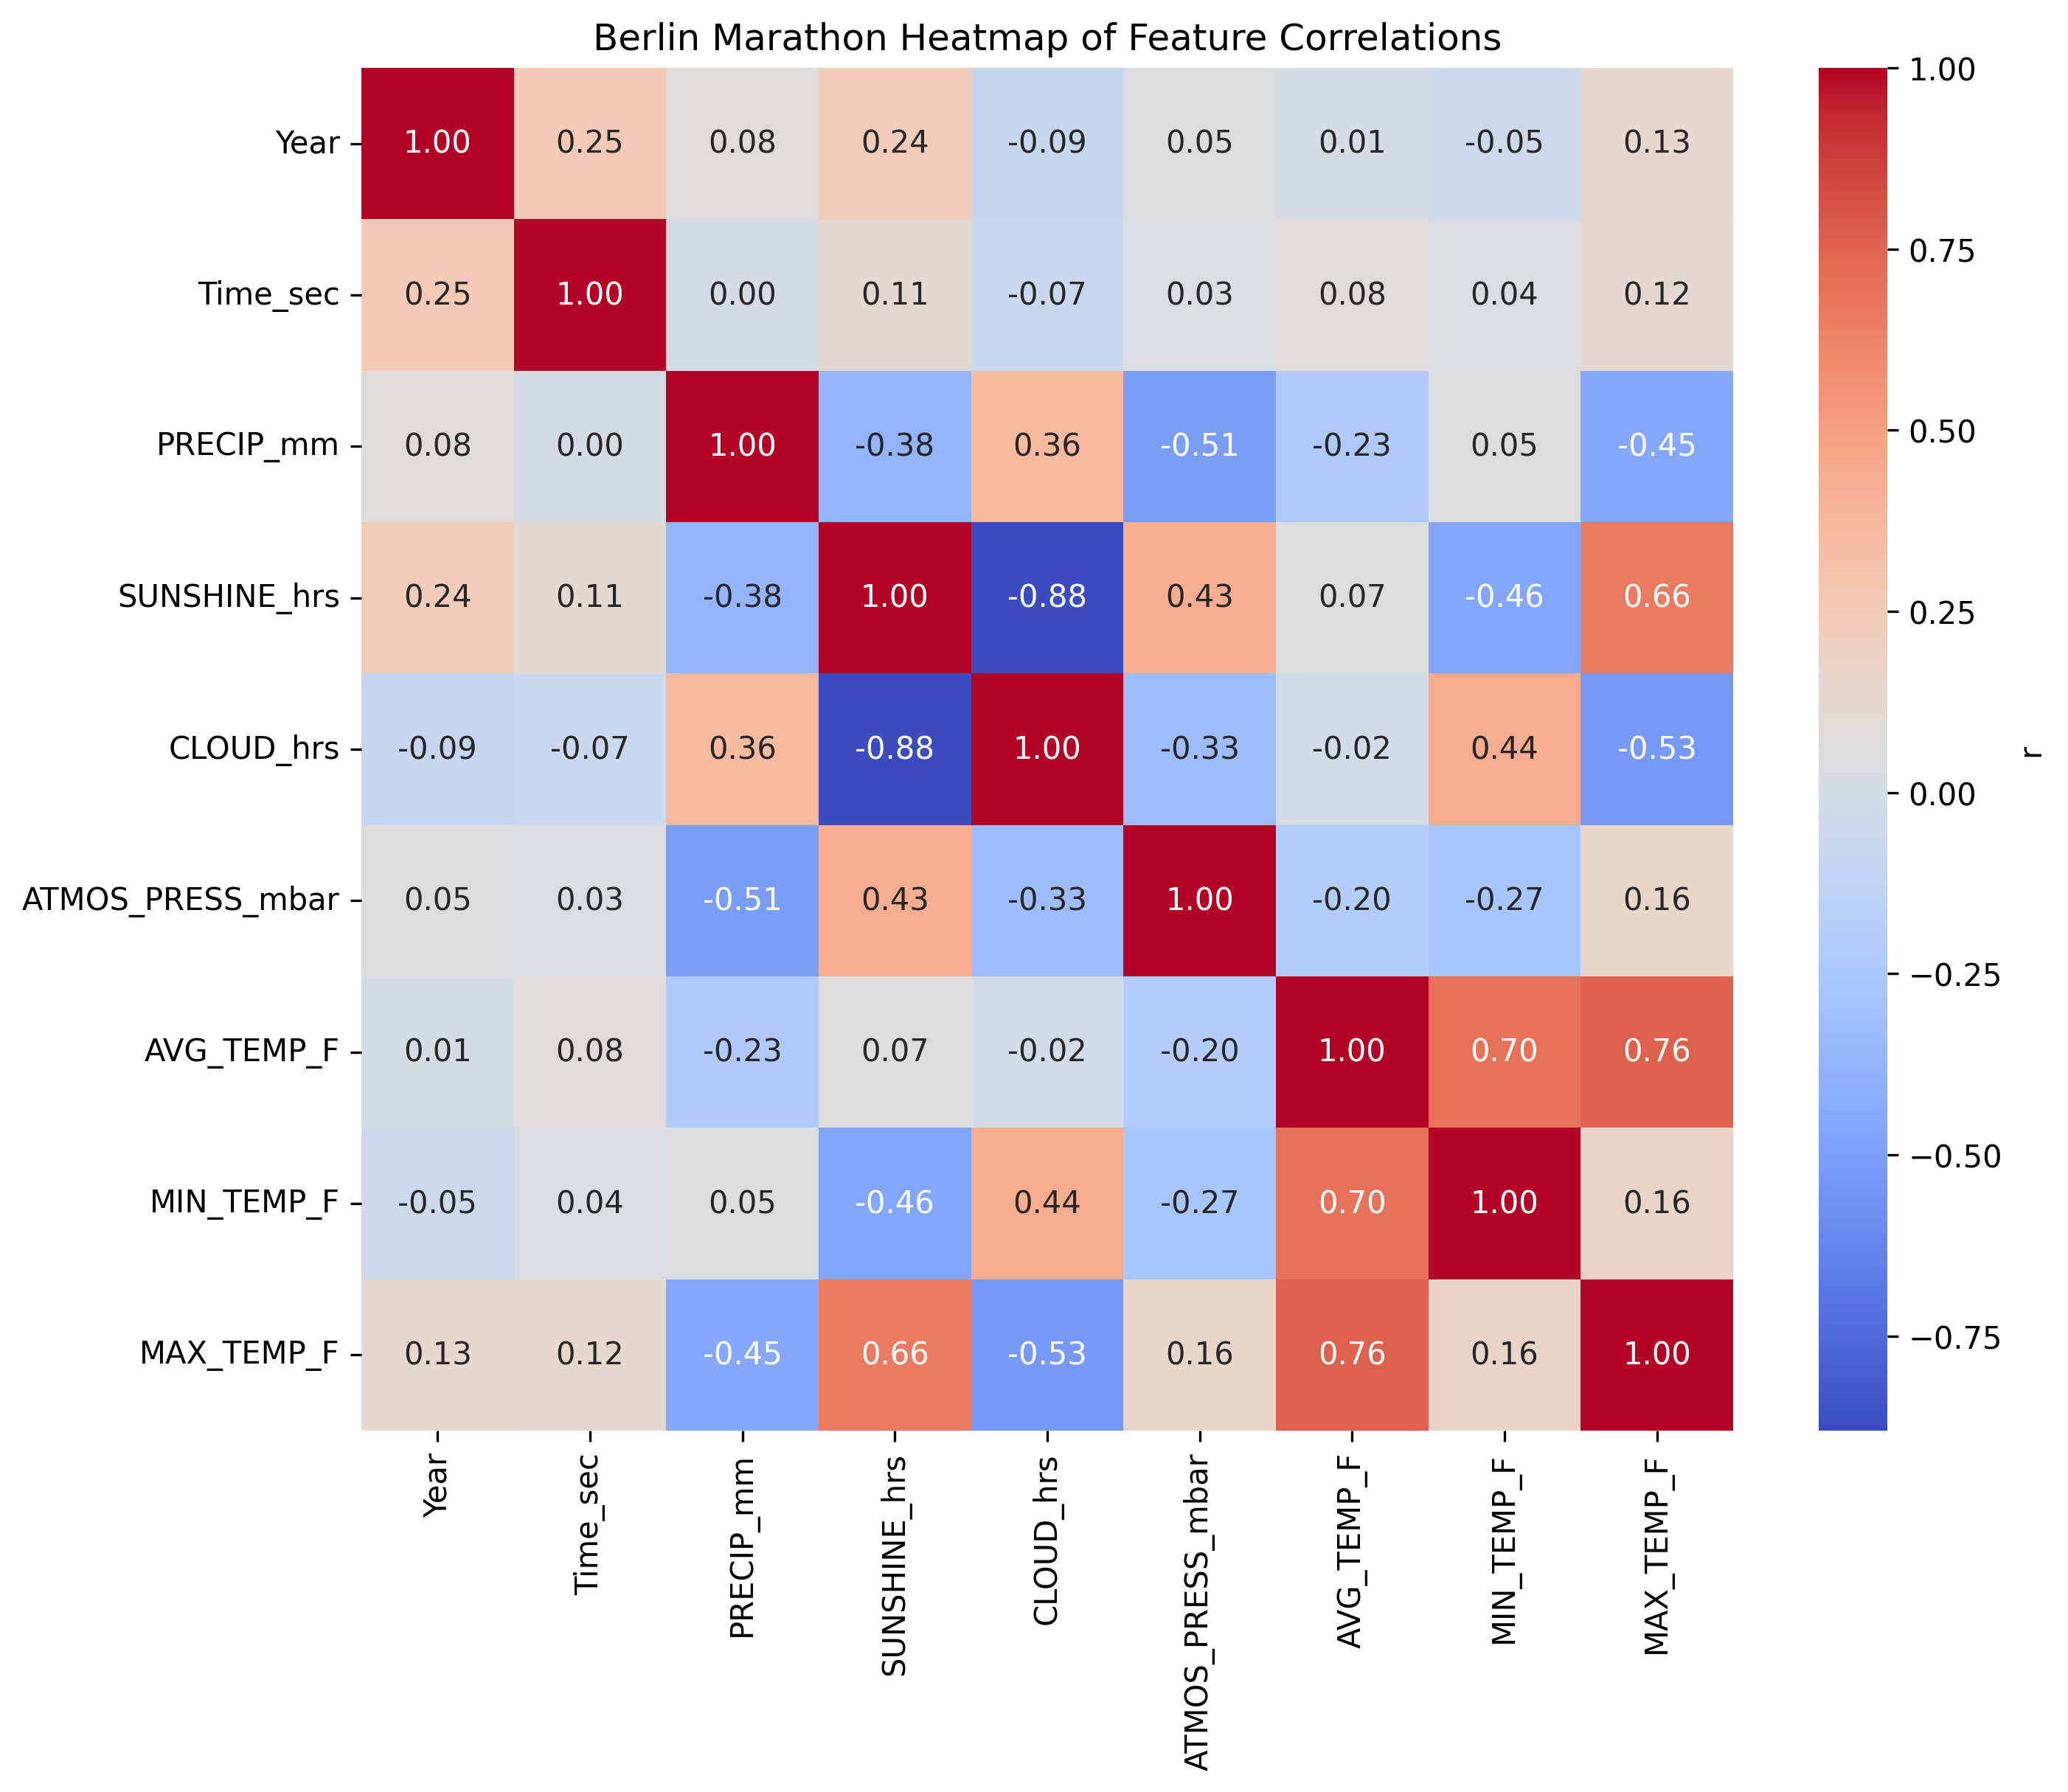 Berlin Marathon Heatmap of Feature Correlations
Year 1.00 0.25 0.08 0.24 -0.09 0.05 0.01 -0.05 0.13
Time_sec 0.25 1.00 0.00 0.11 -0.07 0.03 0.08 0.04 0.12
PRECIP_mm 0.08 0.00 1.00 -0.38 0.36 -0.51 -0.23 0.05 -0.45
SUNSHINE_hrs 0.24 0.11 -0.38 1.00 -0.88 0.43 0.07 -0.46 0.66
CLOUD_hrs -0.09 -0.07 0.36 -0.88 1.00 -0.33 -0.02 0.44 -0.53
ATMOS_PRESS_mbar 0.05 0.03 -0.51 0.43 -0.33 1.00 -0.20 -0.27 0.16
AVG_TEMP_F 0.01 0.08 -0.23 0.07 -0.02 -0.20 1.00 0.70 0.76
MIN_TEMP_F -0.05 0.04 0.05 -0.46 0.44 -0.27 0.70 1.00 0.16
MAX_TEMP_F 0.13 0.12 -0.45 0.66 -0.53 0.16 0.76 0.16 1.00
Year
Time_sec
PRECIP_mm
SUNSHINE_hrs
CLOUD_hrs
ATMOS_PRESS_mbar
AVG_TEMP_F
MIN_TEMP_F
MAX_TEMP_F
1.00
0.75
0.50
0.25
0.00
−0.25
−0.50
−0.75
r